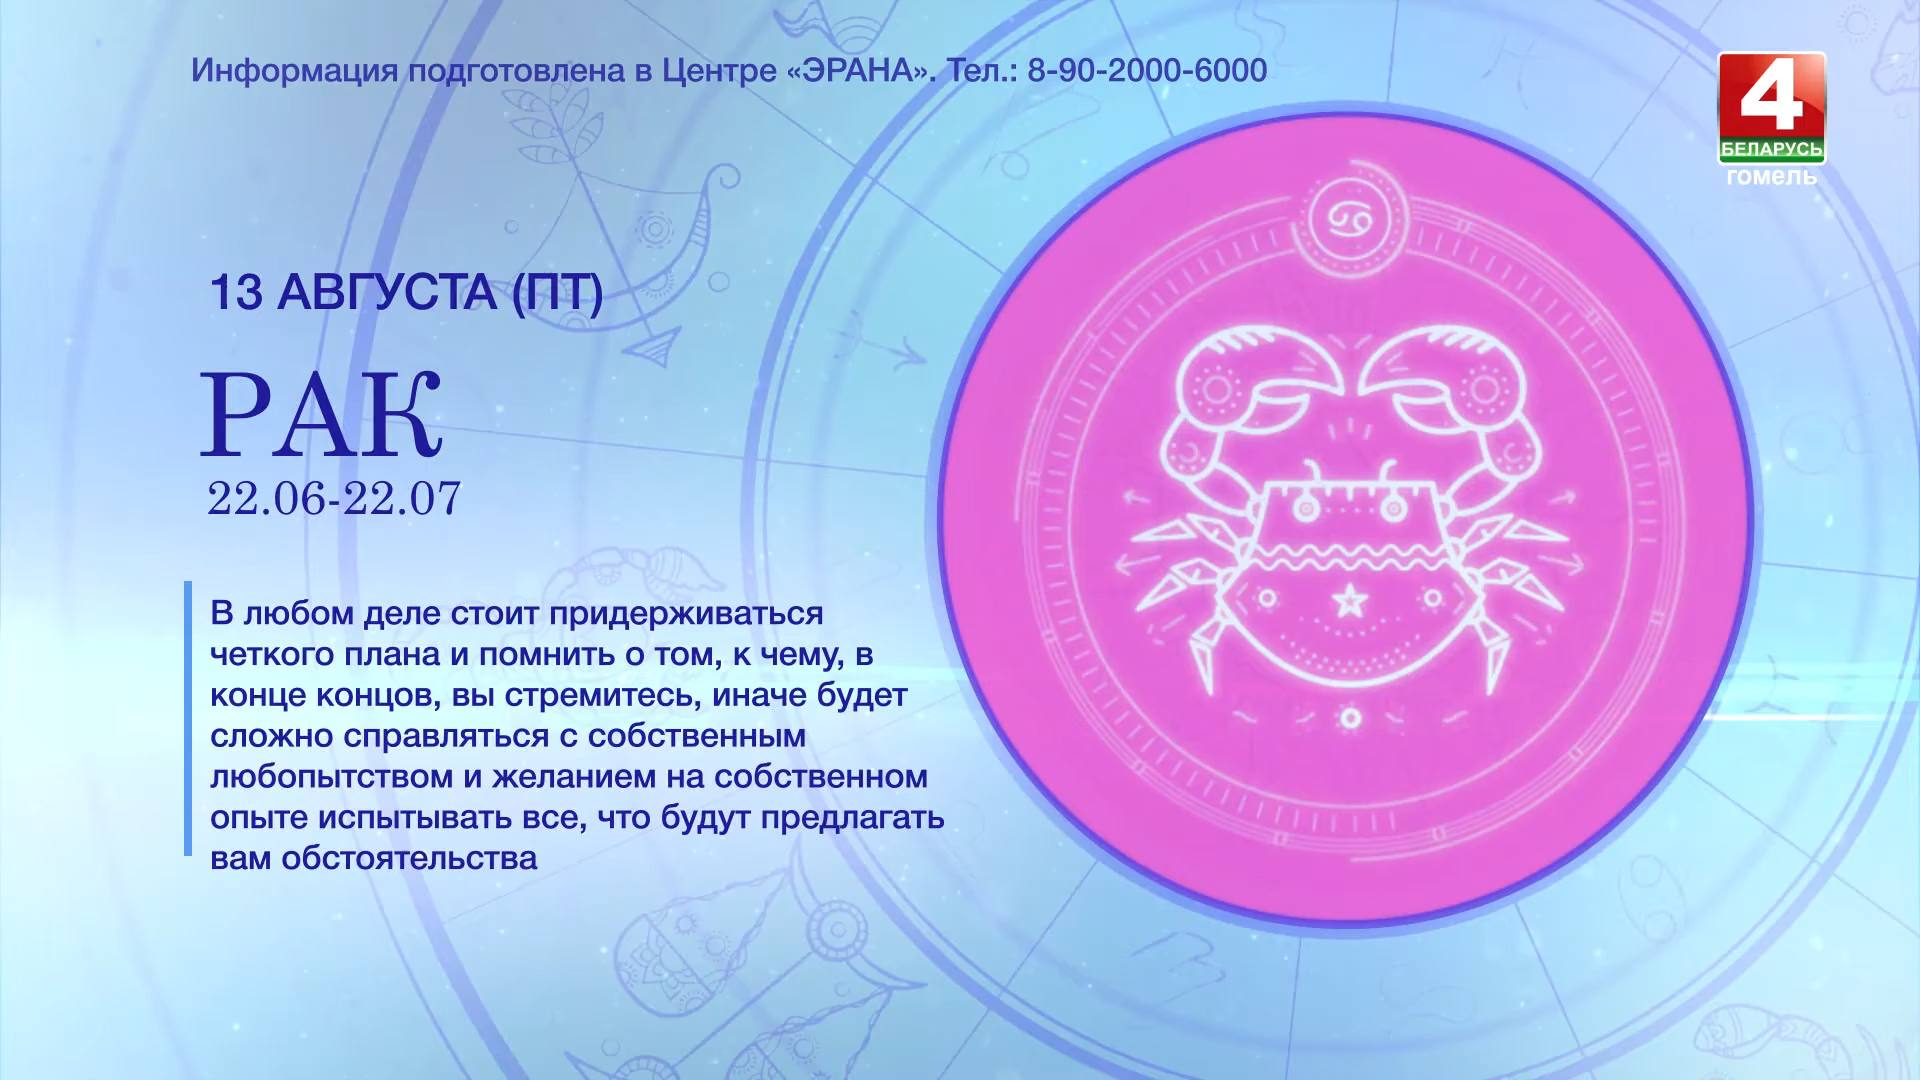 Информация подготовлена в Центре «ЭРАНА». Тел.: 8-90-2000-6000
4
БЕЛАРУСЬ
гомель
13 АВГУСТА (ПТ)
РАК
22.06-22.07
В любом деле стоит придерживаться
четкого плана и помнить о том, к чему, в
конце концов, вы стремитесь, иначе будет
сложно справляться с собственным
любопытством и желанием на собственном
опыте испытывать все, что будут предлагать
вам обстоятельства